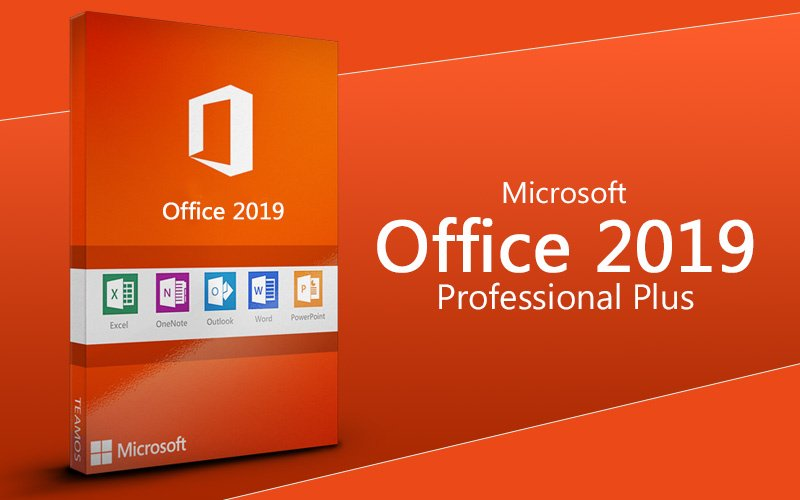 Office 2019
Excel
OneNote
Outlook
Word
PowerPoint
TEAMOS
Microsoft
Microsoft
Office 2019
Professional Plus